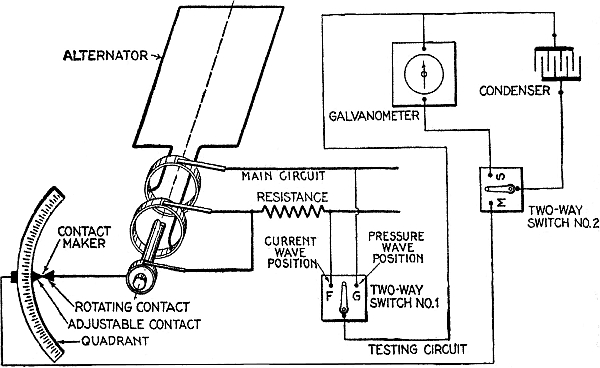 ALTERNATOR
GALVANOMETER
CONDENSER
MAIN CIRCUIT
S
M
RESISTANCE
TWO-WAY
SWITCH NO.2
CONTACT
MAKER
CURRENT
WAVE
POSITION
PRESSURE
WAVE
POSITION
F G
TWO-WAY
SWITCH NO.1
ROTATING CONTACT
ADJUSTABLE CONTACT
QUADRANT
TESTING CIRCUIT